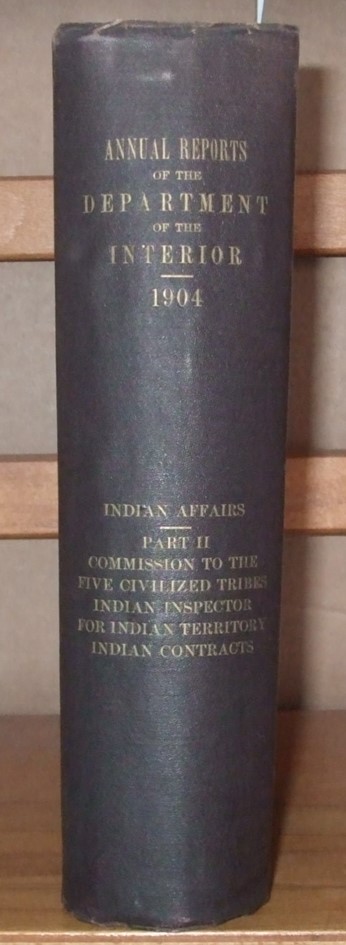 ANNUAL REPORTS
OF THE
DEPARTMENT
OF THE
INTERIOR
1904
INDIAN AFFAIRS
PART II
COMMISSION TO THE
FIVE CIVILIZED TRIBES
INDIAN INSPECTOR
FOR INDIAN TERRITORY
INDIAN CONTRACTS